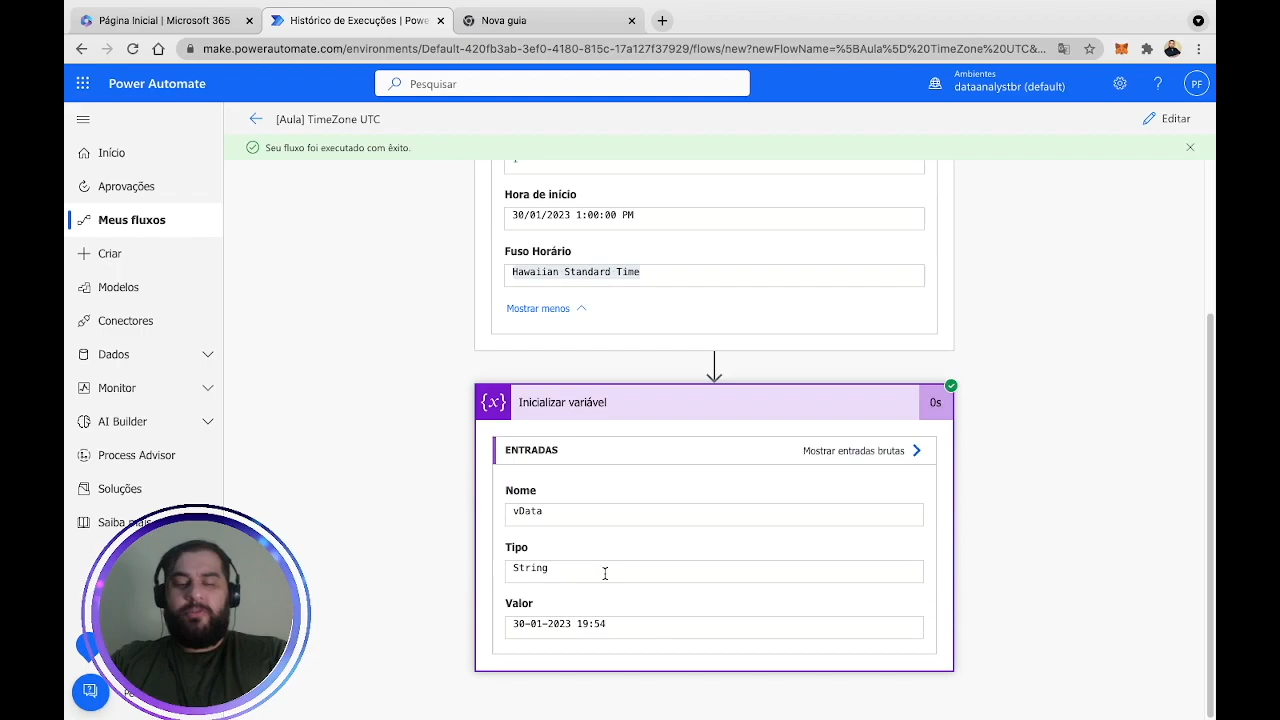 Página Inicial | Microsoft 365
Histórico de Execuções | Powe
Nova guia
make.powerautomate.com/environments/Default-420fb3ab-3ef0-4180-815c-17a127f37929/flows/new?newFlowName=%5BAula%5D%20TimeZone%20UTC&...
Power Automate
Pesquisar
Ambientes
dataanalystbr (default)
PF
[Aula] TimeZone UTC
Editar
Seu fluxo foi executado com êxito.
Início
Aprovações
Meus fluxos
Criar
Modelos
Conectores
Dados
Monitor
AI Builder
Process Advisor
Soluções
Saiba mais
Hora de início
30/01/2023 1:00:00 PM
Fuso Horário
Hawaiian Standard Time
Mostrar menos
{x}
Inicializar variável
0s
ENTRADAS
Mostrar entradas brutas
Nome
vData
Tipo
String
Valor
30-01-2023 19:54